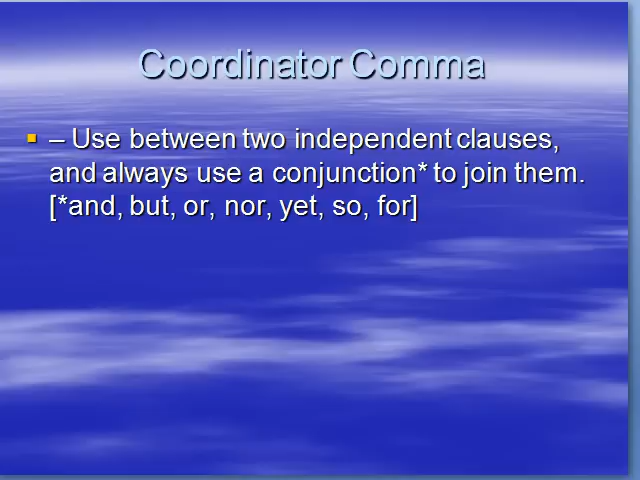 Coordinator Comma
– Use between two independent clauses,
and always use a conjunction* to join them.
[*and, but, or, nor, yet, so, for]